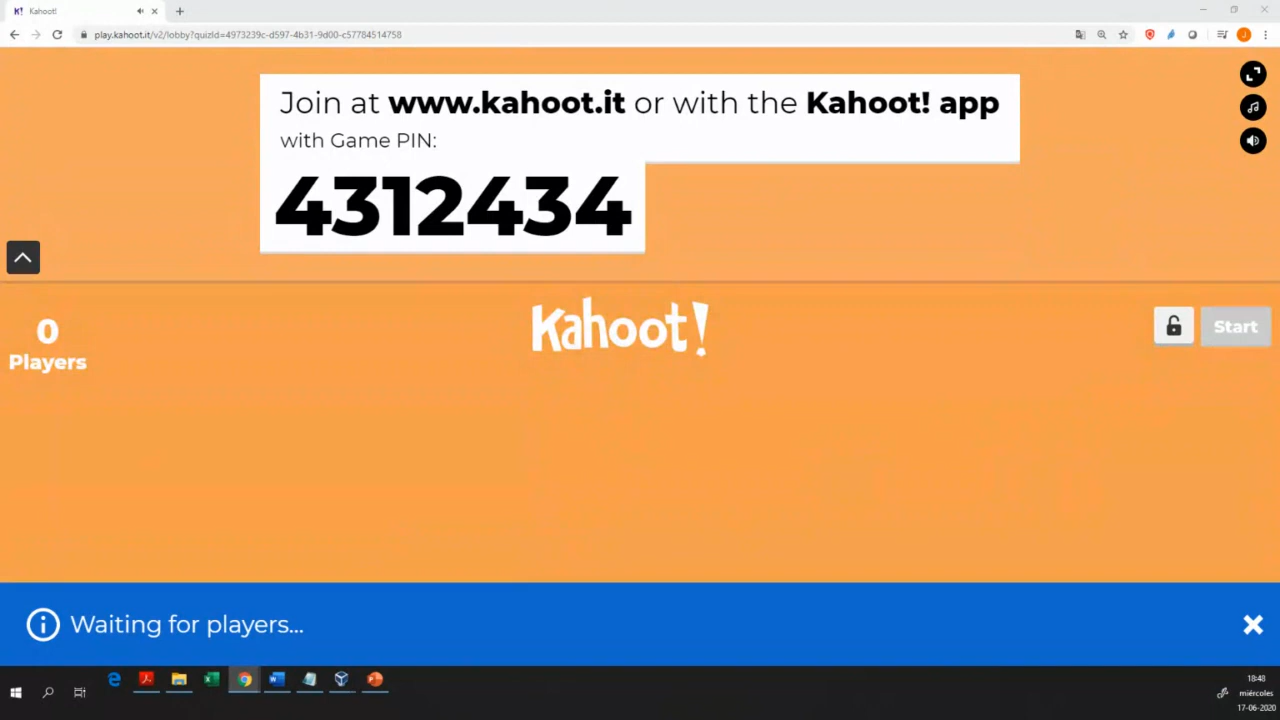 Kahoot!
play.kahoot.it/v2/lobby?quizId=4973239c-d597-4b31-9d00-c57784514758
J
Join at www.kahoot.it or with the Kahoot! app
with Game PIN:
4312434
0
Players
Kahoot!
Start
Waiting for players...
18:48
miércoles
17-06-2020